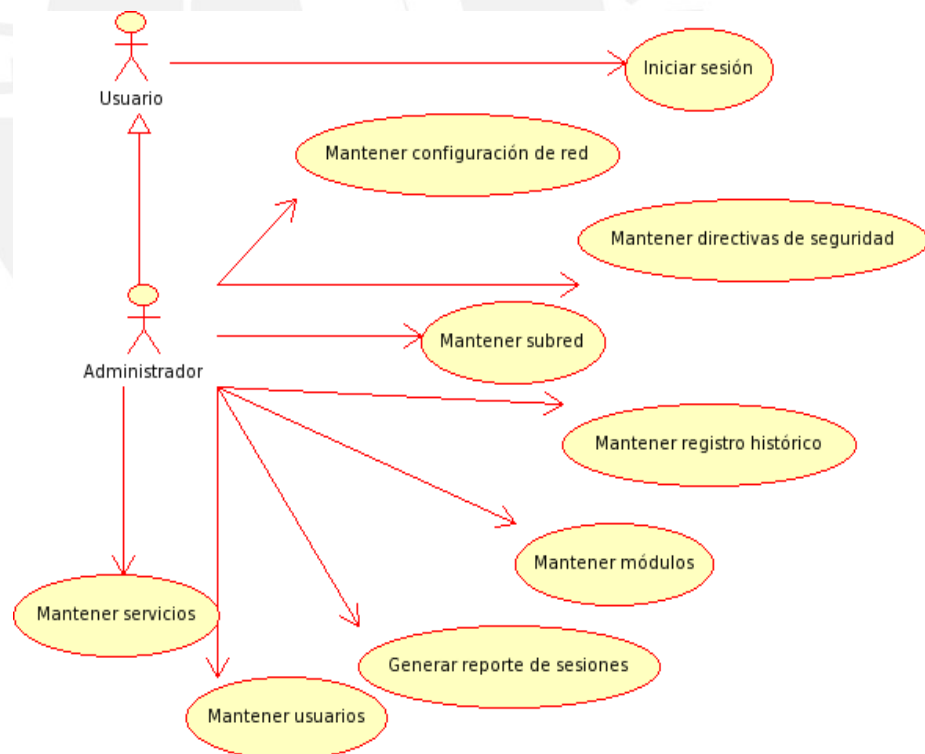 Iniciar sesión
Usuario
Mantener configuración de red
Mantener directivas de seguridad
Mantener subred
Administrador
Mantener registro histórico
Mantener módulos
Mantener servicios
Generar reporte de sesiones
Mantener usuarios